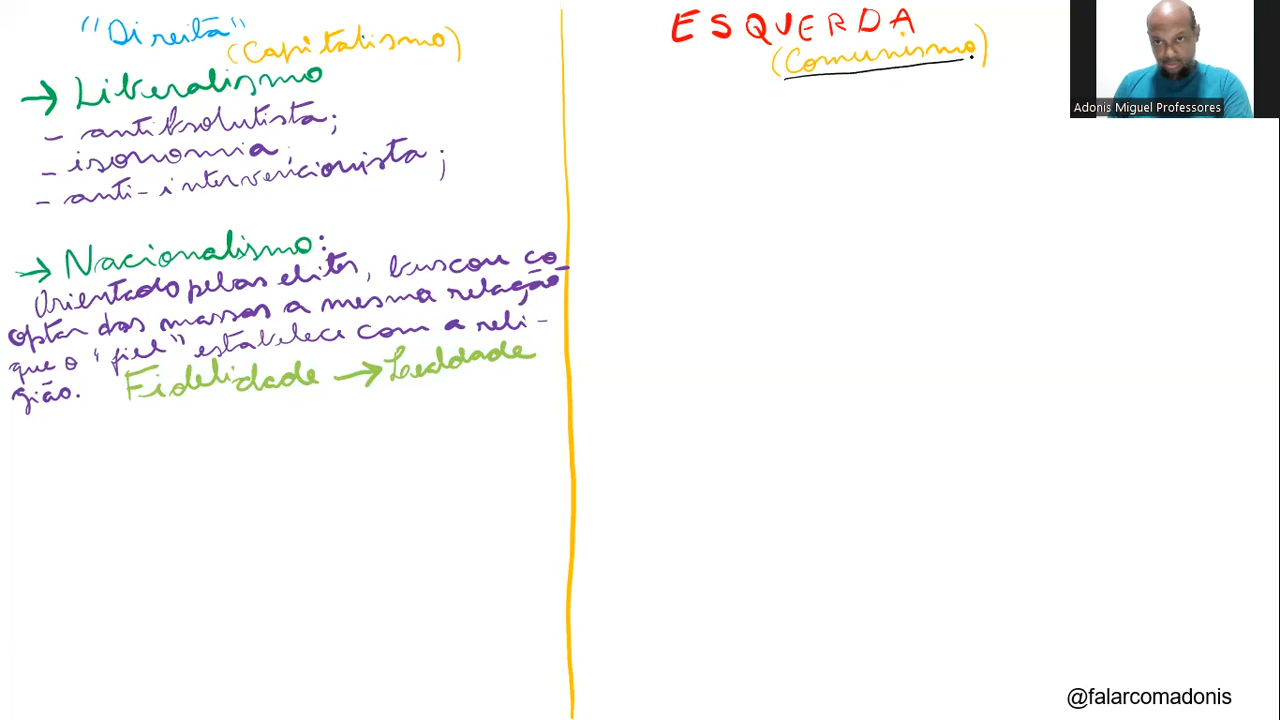 "Direita"
(Capitalismo)
→ Liberalismo
- antibsolutista;
- isonomia;
- anti-intervencionista;
→ Nacionalismo:
Orientado pelas elites, buscou co-
optar das massas a mesma relação
que o "fiel" estabelece com a reli-
gião.
Fidelidade → Lealdade
ESQUERDA
(Comunismo)
Adonis Miguel Professores
@falarcomadonis